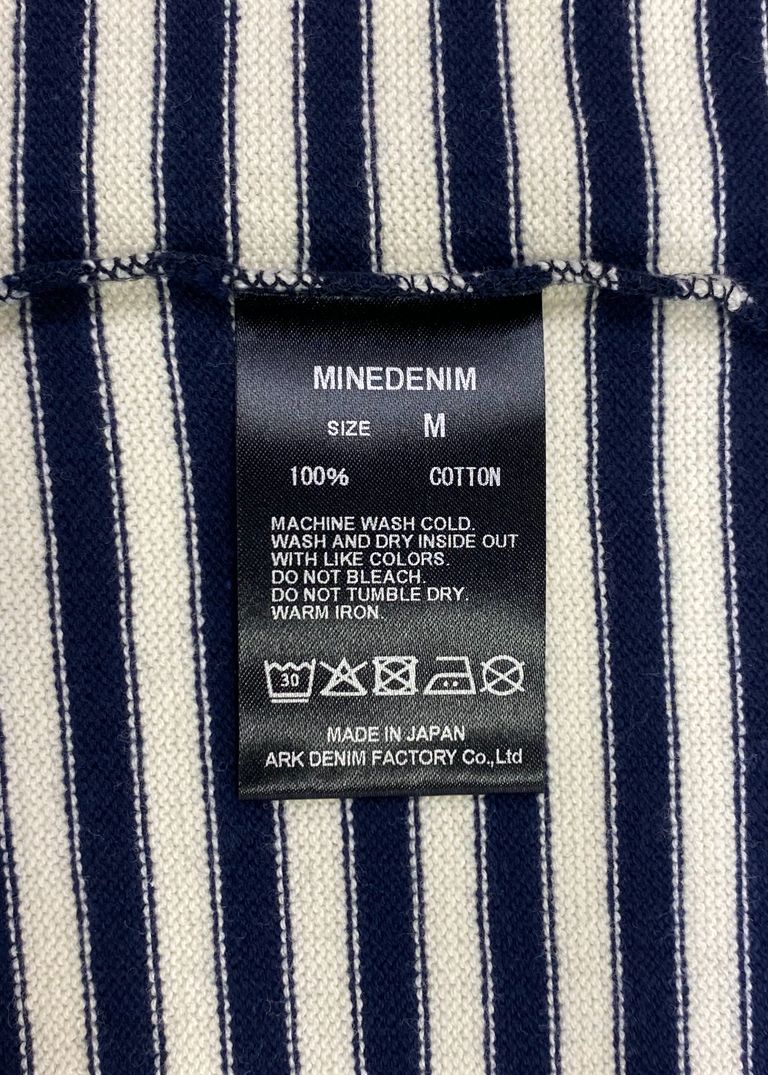 MINEDENIM
SIZE M
100% COTTON
MACHINE WASH COLD.
WASH AND DRY INSIDE OUT
WITH LIKE COLORS.
DO NOT BLEACH.
DO NOT TUMBLE DRY.
WARM IRON.
30
MADE IN JAPAN
ARK DENIM FACTORY Co.,Ltd